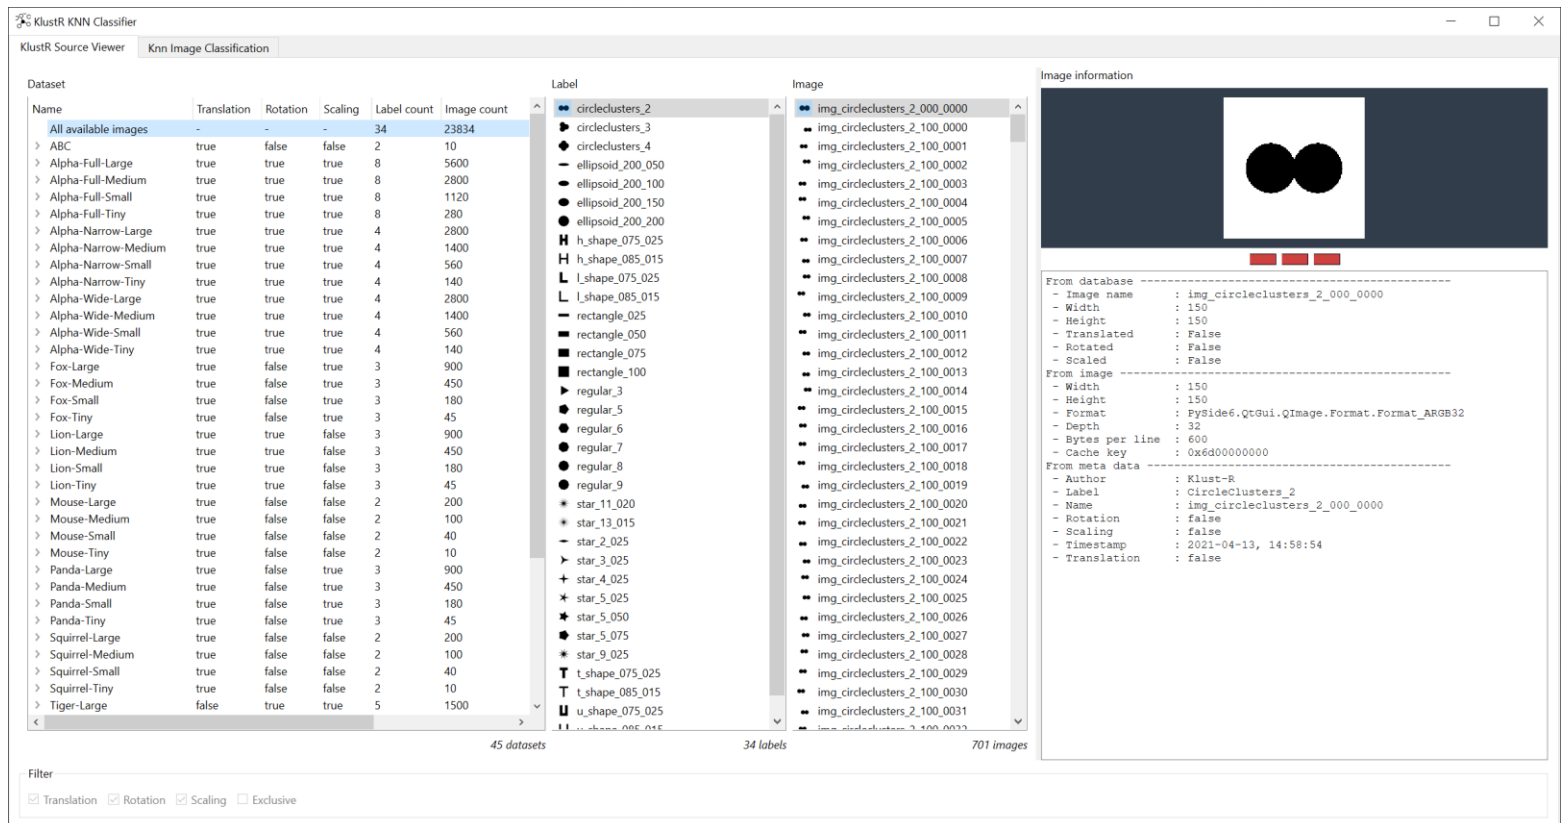 KlustR KNN Classifier
KlustR Source Viewer Knn Image Classification
Dataset
Name Translation Rotation Scaling Label count Image count
All available images - - - 34 23834
ABC true false false 2 10
Alpha-Full-Large true true true 8 5600
Alpha-Full-Medium true true true 8 2800
Alpha-Full-Small true true true 8 1120
Alpha-Full-Tiny true true true 8 280
Alpha-Narrow-Large true true true 4 2800
Alpha-Narrow-Medium true true true 4 1400
Alpha-Narrow-Small true true true 4 560
Alpha-Narrow-Tiny true true true 4 140
Alpha-Wide-Large true true true 4 2800
Alpha-Wide-Medium true true true 4 1400
Alpha-Wide-Small true true true 4 560
Alpha-Wide-Tiny true true true 4 140
Fox-Large true false true 3 900
Fox-Medium true false true 3 450
Fox-Small true false true 3 180
Fox-Tiny true false true 3 45
Lion-Large true true false 3 900
Lion-Medium true true false 3 450
Lion-Small true true false 3 180
Lion-Tiny true true false 3 45
Mouse-Large true false false 2 200
Mouse-Medium true false false 2 100
Mouse-Small true false false 2 40
Mouse-Tiny true false false 2 10
Panda-Large true false true 3 900
Panda-Medium true false true 3 450
Panda-Small true false true 3 180
Panda-Tiny true false true 3 45
Squirrel-Large true false false 2 200
Squirrel-Medium true false false 2 100
Squirrel-Small true false false 2 40
Squirrel-Tiny true false false 2 10
Tiger-Large false true true 5 1500
45 datasets
Label
circleclusters_2
circleclusters_3
circleclusters_4
ellipsoid_200_050
ellipsoid_200_100
ellipsoid_200_150
ellipsoid_200_200
h_shape_075_025
h_shape_085_015
l_shape_075_025
l_shape_085_015
rectangle_025
rectangle_050
rectangle_075
rectangle_100
regular_3
regular_5
regular_6
regular_7
regular_8
regular_9
star_11_020
star_13_015
star_2_025
star_3_025
star_4_025
star_5_025
star_5_050
star_5_075
star_9_025
t_shape_075_025
t_shape_085_015
u_shape_075_025
u_shape_085_015
34 labels
Image
img_circleclusters_2_000_0000
img_circleclusters_2_100_0000
img_circleclusters_2_100_0001
img_circleclusters_2_100_0002
img_circleclusters_2_100_0003
img_circleclusters_2_100_0004
img_circleclusters_2_100_0005
img_circleclusters_2_100_0006
img_circleclusters_2_100_0007
img_circleclusters_2_100_0008
img_circleclusters_2_100_0009
img_circleclusters_2_100_0010
img_circleclusters_2_100_0011
img_circleclusters_2_100_0012
img_circleclusters_2_100_0013
img_circleclusters_2_100_0014
img_circleclusters_2_100_0015
img_circleclusters_2_100_0016
img_circleclusters_2_100_0017
img_circleclusters_2_100_0018
img_circleclusters_2_100_0019
img_circleclusters_2_100_0020
img_circleclusters_2_100_0021
img_circleclusters_2_100_0022
img_circleclusters_2_100_0023
img_circleclusters_2_100_0024
img_circleclusters_2_100_0025
img_circleclusters_2_100_0026
img_circleclusters_2_100_0027
img_circleclusters_2_100_0028
img_circleclusters_2_100_0029
img_circleclusters_2_100_0030
img_circleclusters_2_100_0031
img_circleclusters_2_100_0032
701 images
Image information
From database -----------------------------------------------
- Image name : img_circleclusters_2_000_0000
- Width : 150
- Height : 150
- Translated : False
- Rotated : False
- Scaled : False
From image --------------------------------------------------
- Width : 150
- Height : 150
- Format : PySide6.QtGui.QImage.Format.Format_ARGB32
- Depth : 32
- Bytes per line : 600
- Cache key : 0x6d00000000
From meta data ----------------------------------------------
- Author : Klust-R
- Label : CircleClusters_2
- Name : img_circleclusters_2_000_0000
- Rotation : false
- Scaling : false
- Timestamp : 2021-04-13, 14:58:54
- Translation : false
Filter
Translation Rotation Scaling Exclusive